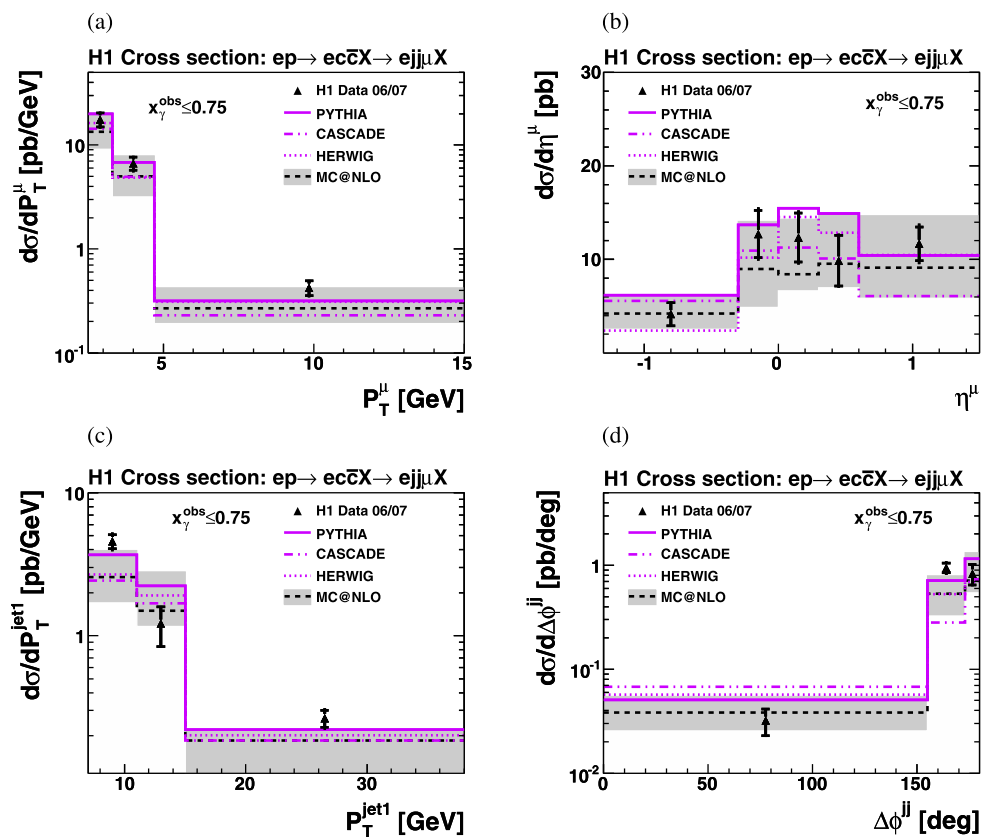 (a)
H1 Cross section: ep→ ecc̅X→ ejjμX
dσ/dP_T^μ [pb/GeV]
x_γ^obs≤0.75
H1 Data 06/07
PYTHIA
CASCADE
HERWIG
MC@NLO
10
1
10^-1
5
10
15
P_T^μ [GeV]
(b)
H1 Cross section: ep→ ecc̅X→ ejjμX
dσ/dη^μ [pb]
30
20
10
H1 Data 06/07
x_γ^obs≤0.75
PYTHIA
CASCADE
HERWIG
MC@NLO
-1
0
1
η^μ
(c)
H1 Cross section: ep→ ecc̅X→ ejjμX
dσ/dP_T^jet1 [pb/GeV]
10
1
x_γ^obs≤0.75
H1 Data 06/07
PYTHIA
CASCADE
HERWIG
MC@NLO
10
20
30
P_T^jet1 [GeV]
(d)
H1 Cross section: ep→ ecc̅X→ ejjμX
dσ/dΔϕ^jj [pb/deg]
H1 Data 06/07
x_γ^obs≤0.75
PYTHIA
CASCADE
HERWIG
MC@NLO
1
10^-1
10^-2
0
50
100
150
Δϕ^jj [deg]